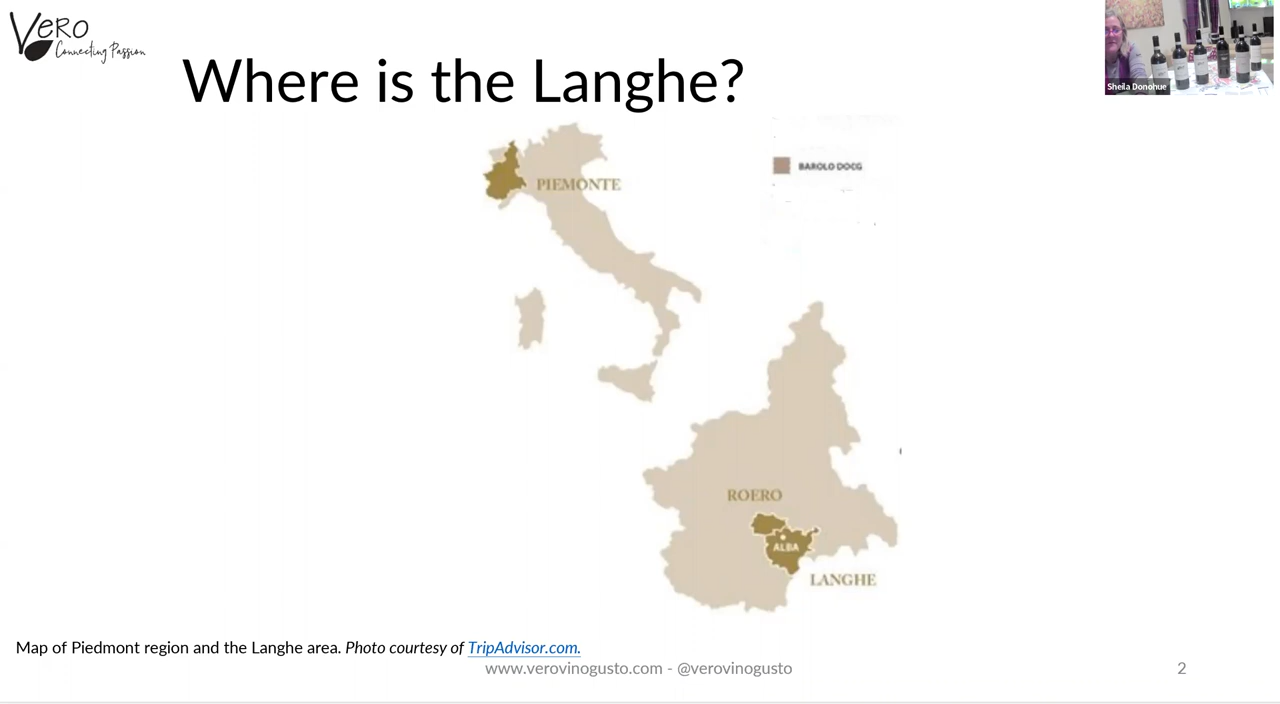 VERO
Connecting Passion
Where is the Langhe?
Sheila Donohue
PIEMONTE
BAROLO DOCG
ROERO
ALBA
LANGHE
Map of Piedmont region and the Langhe area. Photo courtesy of TripAdvisor.com.
www.verovinogusto.com - @verovinogusto
2